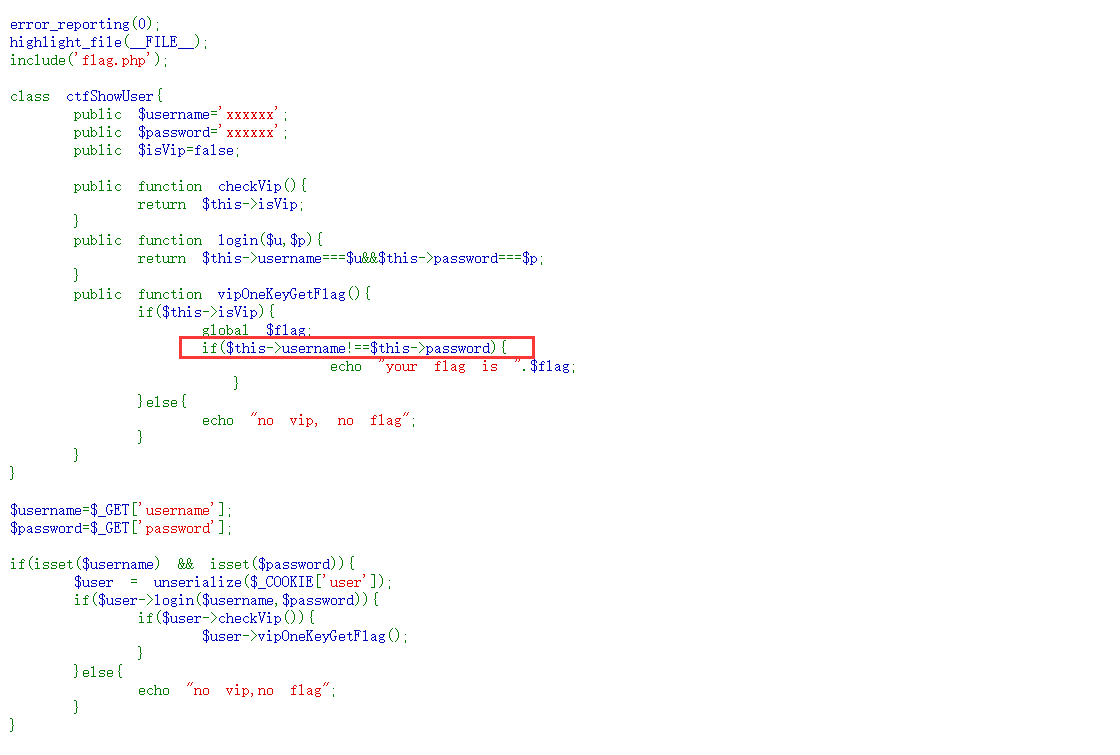 error_reporting(0);
highlight_file(__FILE__);
include('flag.php');
class ctfShowUser{
public $username='xxxxxx';
public $password='xxxxxx';
public $isVip=false;
public function checkVip(){
return $this->isVip;
}
public function login($u,$p){
return $this->username===$u&&$this->password===$p;
}
public function vipOneKeyGetFlag(){
if($this->isVip){
global $flag;
if($this->username!==$this->password){
echo "your flag is ".$flag;
}
}else{
echo "no vip, no flag";
}
}
}
$username=$_GET['username'];
$password=$_GET['password'];
if(isset($username) && isset($password)){
$user = unserialize($_COOKIE['user']);
if($user->login($username,$password)){
if($user->checkVip()){
$user->vipOneKeyGetFlag();
}
}else{
echo "no vip,no flag";
}
}